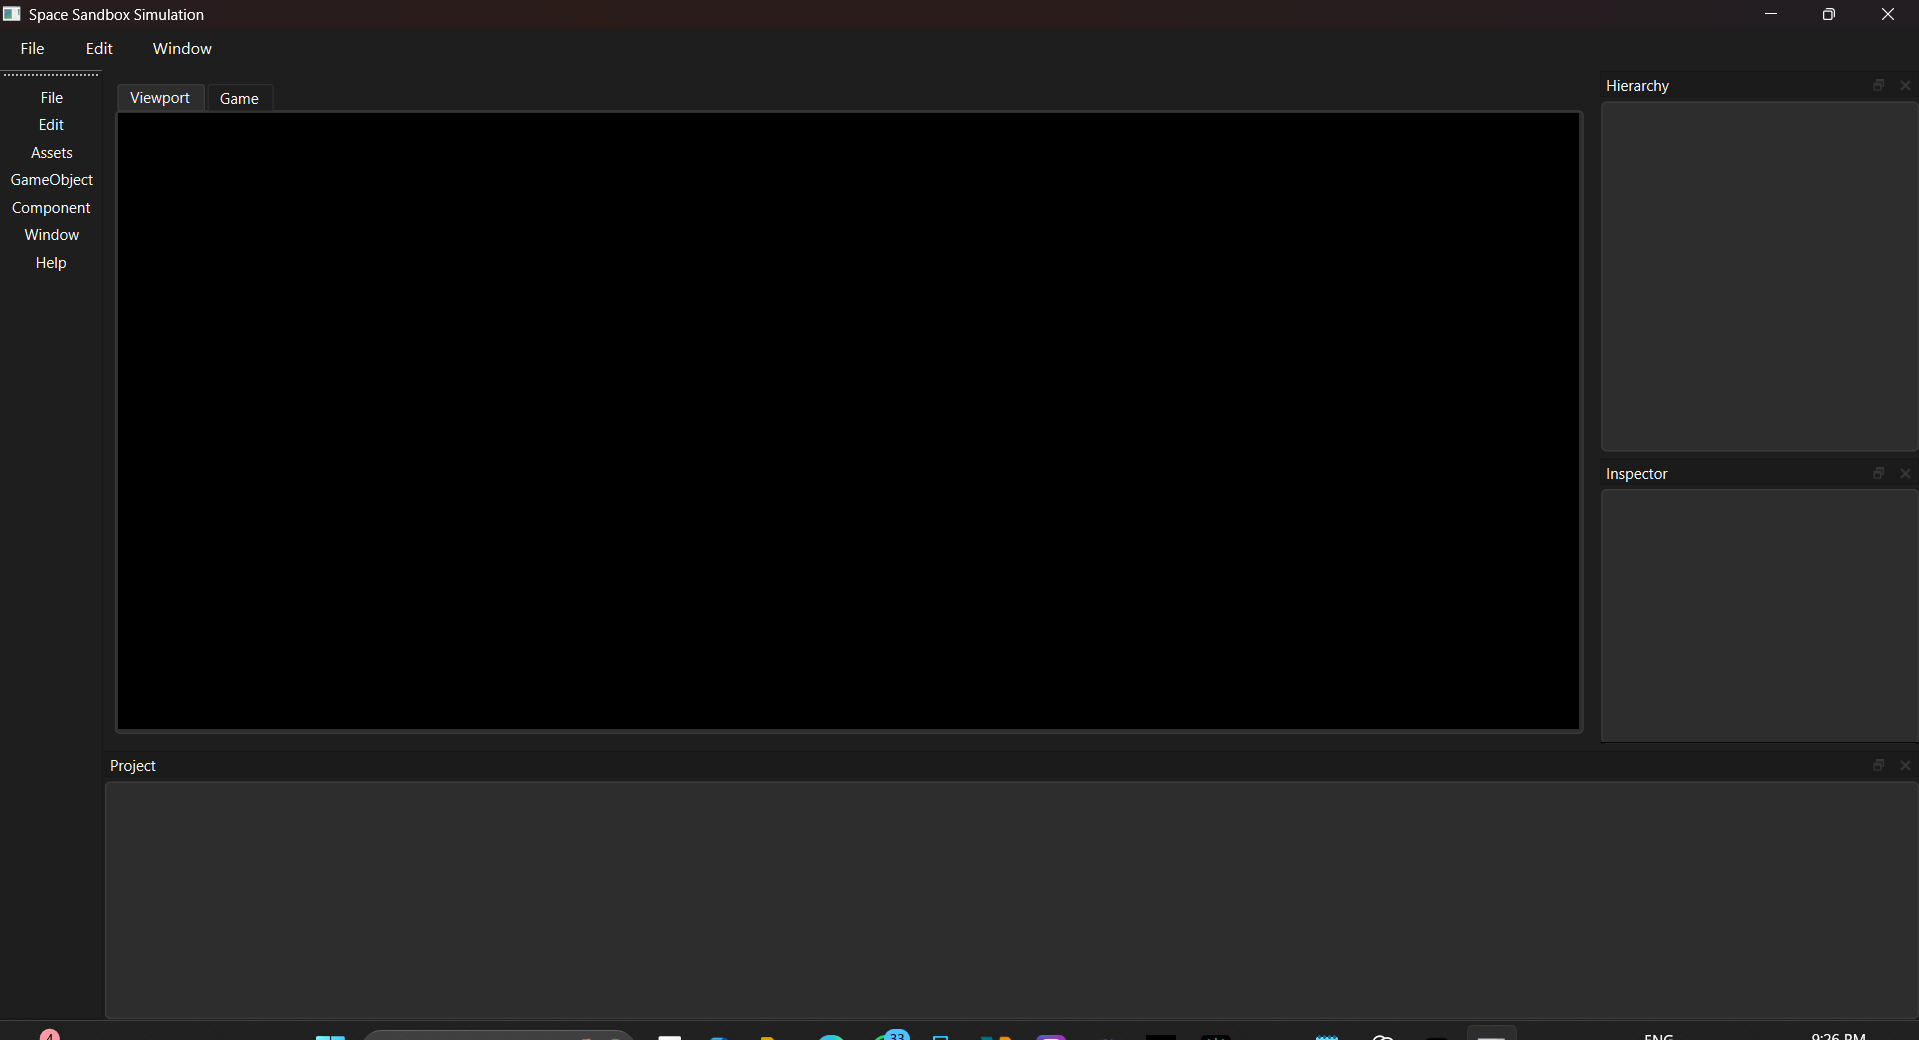 Space Sandbox Simulation
File Edit Window
File
Edit
Assets
GameObject
Component
Window
Help
Viewport Game
Hierarchy
Inspector
Project
4
33
ENG
9:26 PM